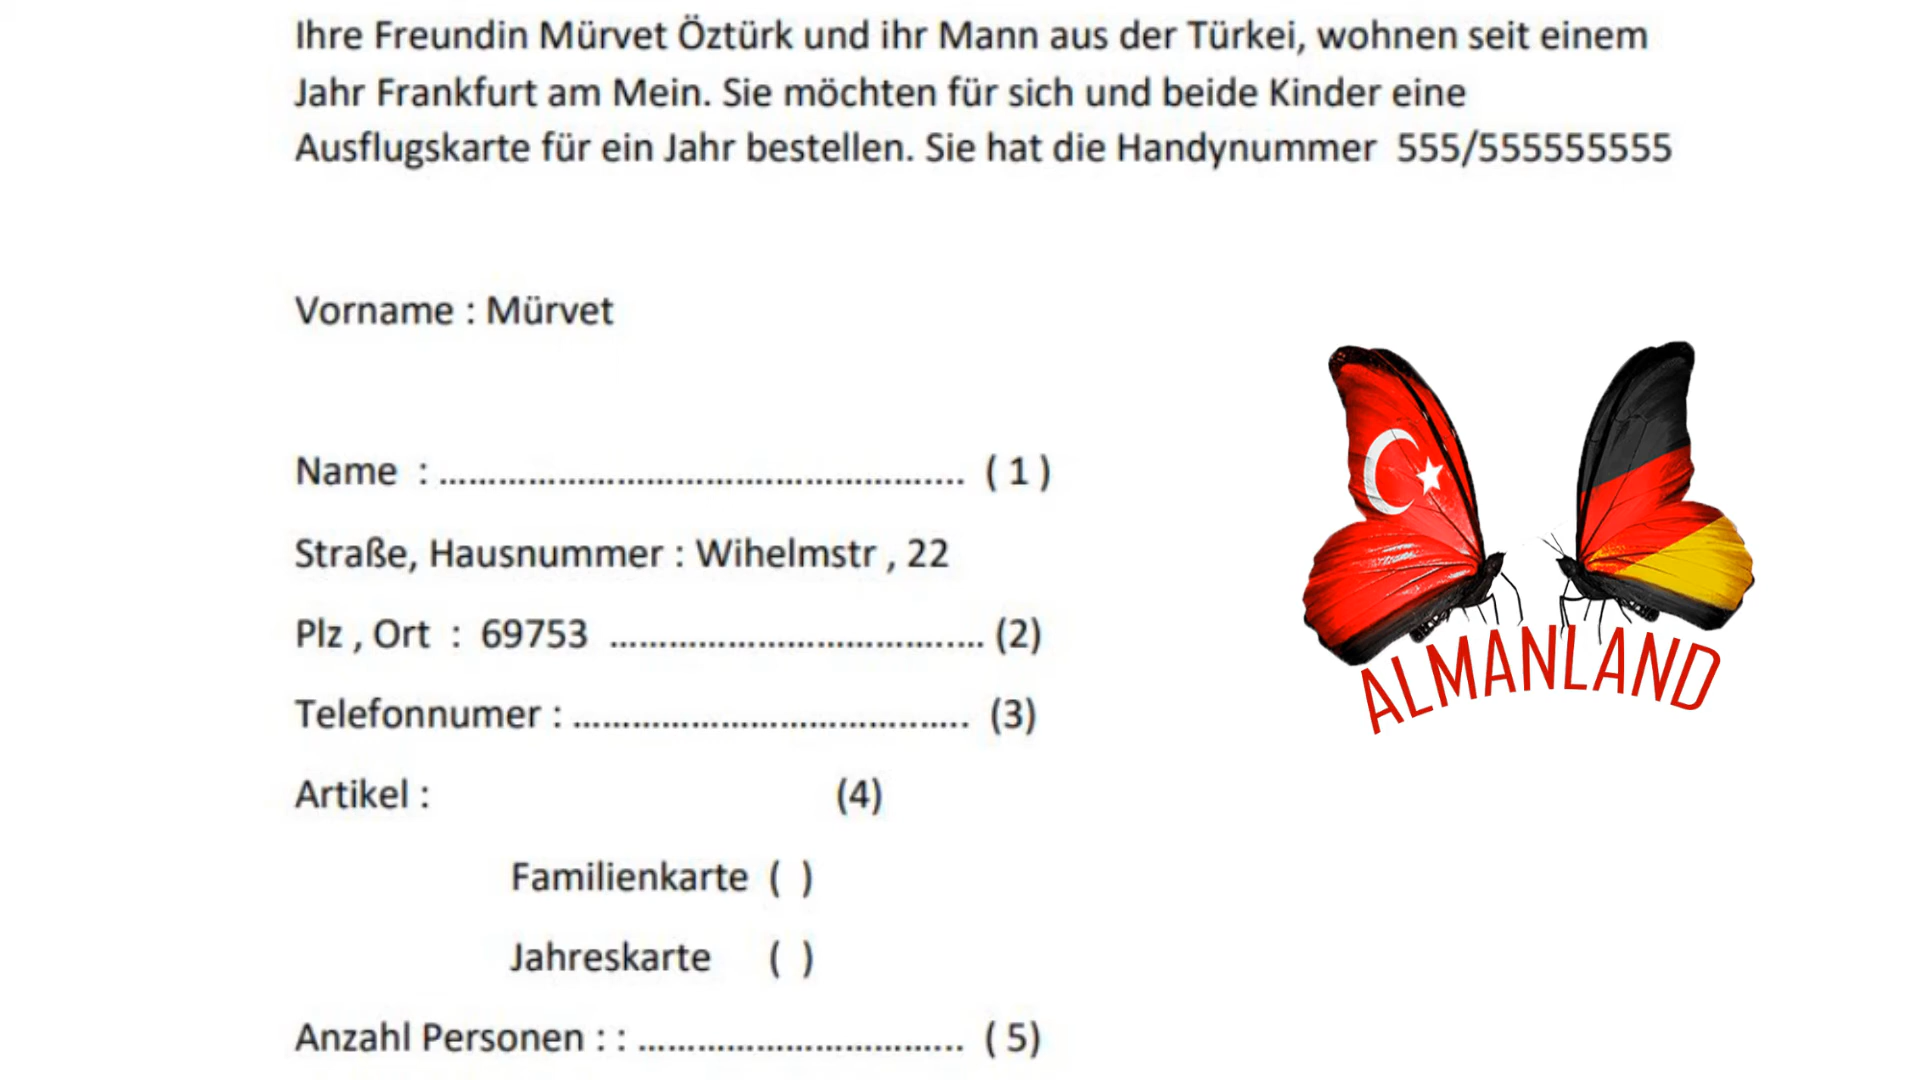 Ihre Freundin Mürvet Öztürk und ihr Mann aus der Türkei, wohnen seit einem
Jahr Frankfurt am Mein. Sie möchten für sich und beide Kinder eine
Ausflugskarte für ein Jahr bestellen. Sie hat die Handynummer 555/555555555
Vorname : Mürvet
Name : ...................................................... ( 1 )
Straße, Hausnummer : Wihelmstr , 22
Plz , Ort : 69753 ...................................... (2)
Telefonnumer : ......................................... (3)
Artikel : (4)
Familienkarte ( )
Jahreskarte ( )
Anzahl Personen : : ................................. ( 5)
ALMANLAND